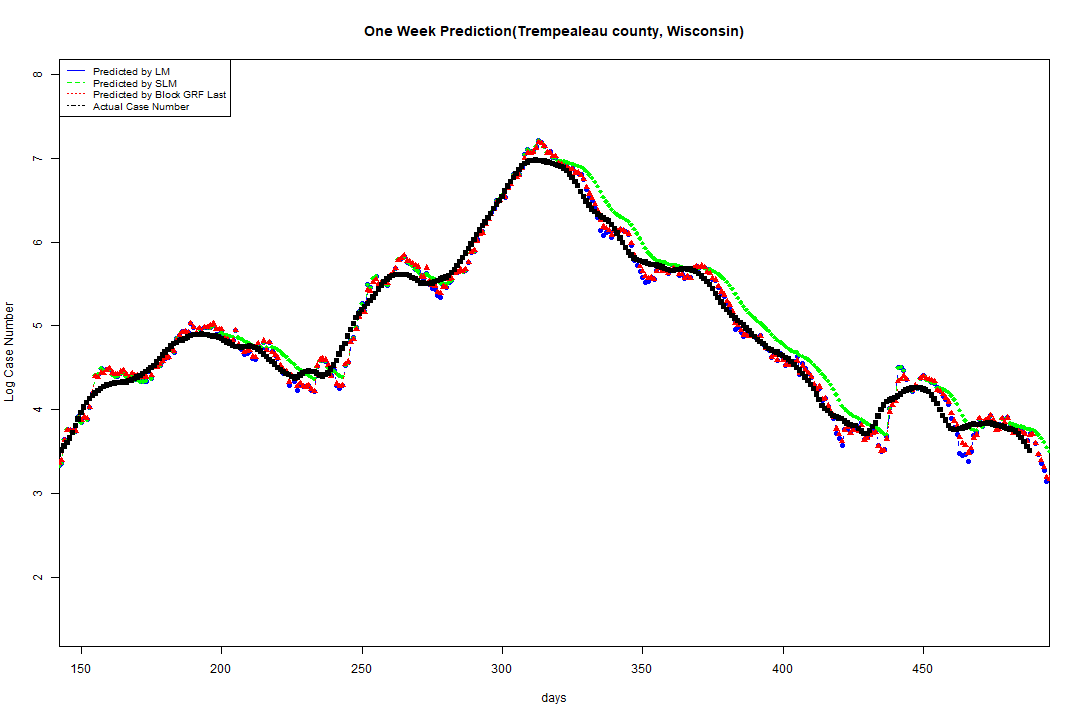 One Week Prediction(Trempealeau county, Wisconsin)
Predicted by LM
Predicted by SLM
Predicted by Block GRF Last
Actual Case Number
8
7
6
5
4
3
2
Log Case Number
150 200 250 300 350 400 450
days